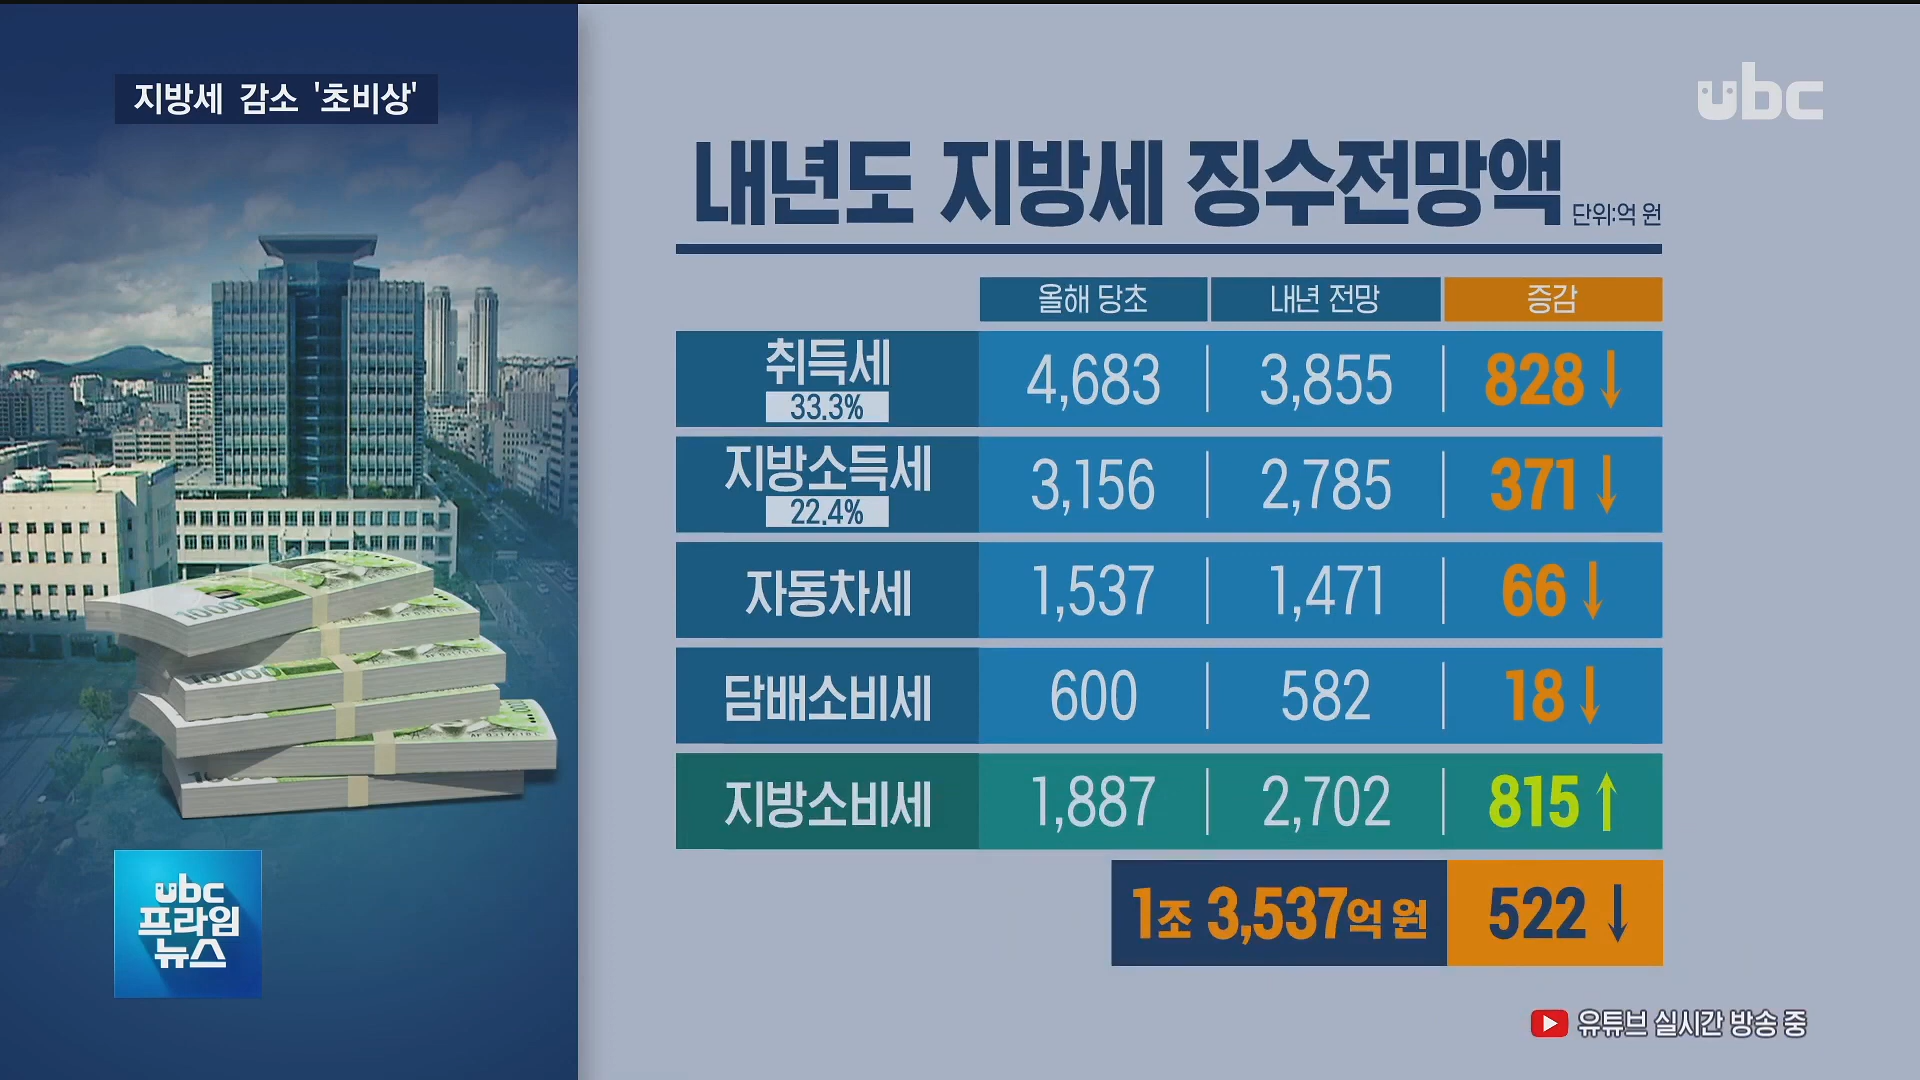 지방세 감소 '초비상'
ubc
내년도 지방세 징수전망액 단위:억 원
올해 당초 내년 전망 증감
취득세 33.3% 4,683 3,855 828↓
지방소득세 22.4% 3,156 2,785 371↓
자동차세 1,537 1,471 66↓
담배소비세 600 582 18↓
지방소비세 1,887 2,702 815↑
1조 3,537억 원 522↓
10000
10000
ubc
프라임
뉴스
유튜브 실시간 방송 중